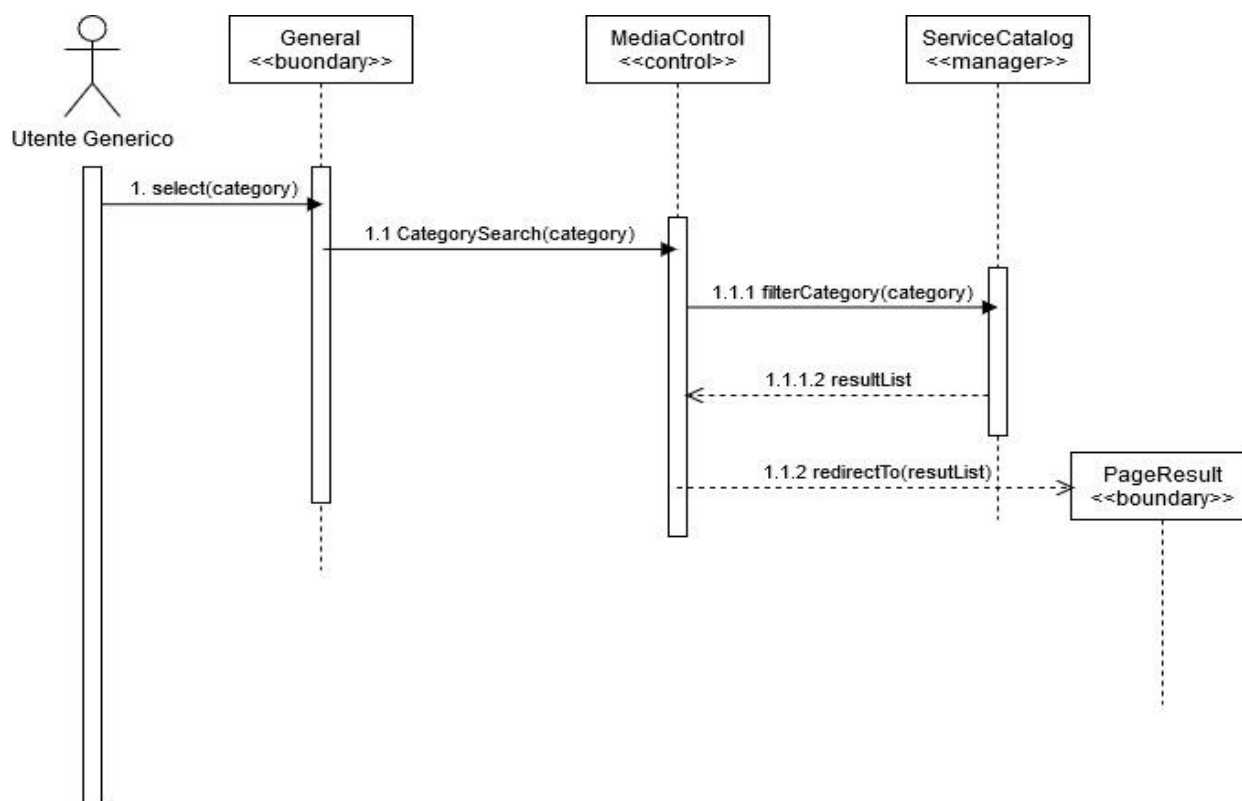 General
<<buondary>>
MediaControl
<<control>>
ServiceCatalog
<<manager>>
Utente Generico
1. select(category)
1.1 CategorySearch(category)
1.1.1 filterCategory(category)
1.1.1.2 resultList
1.1.2 redirectTo(resutList)
PageResult
<<boundary>>